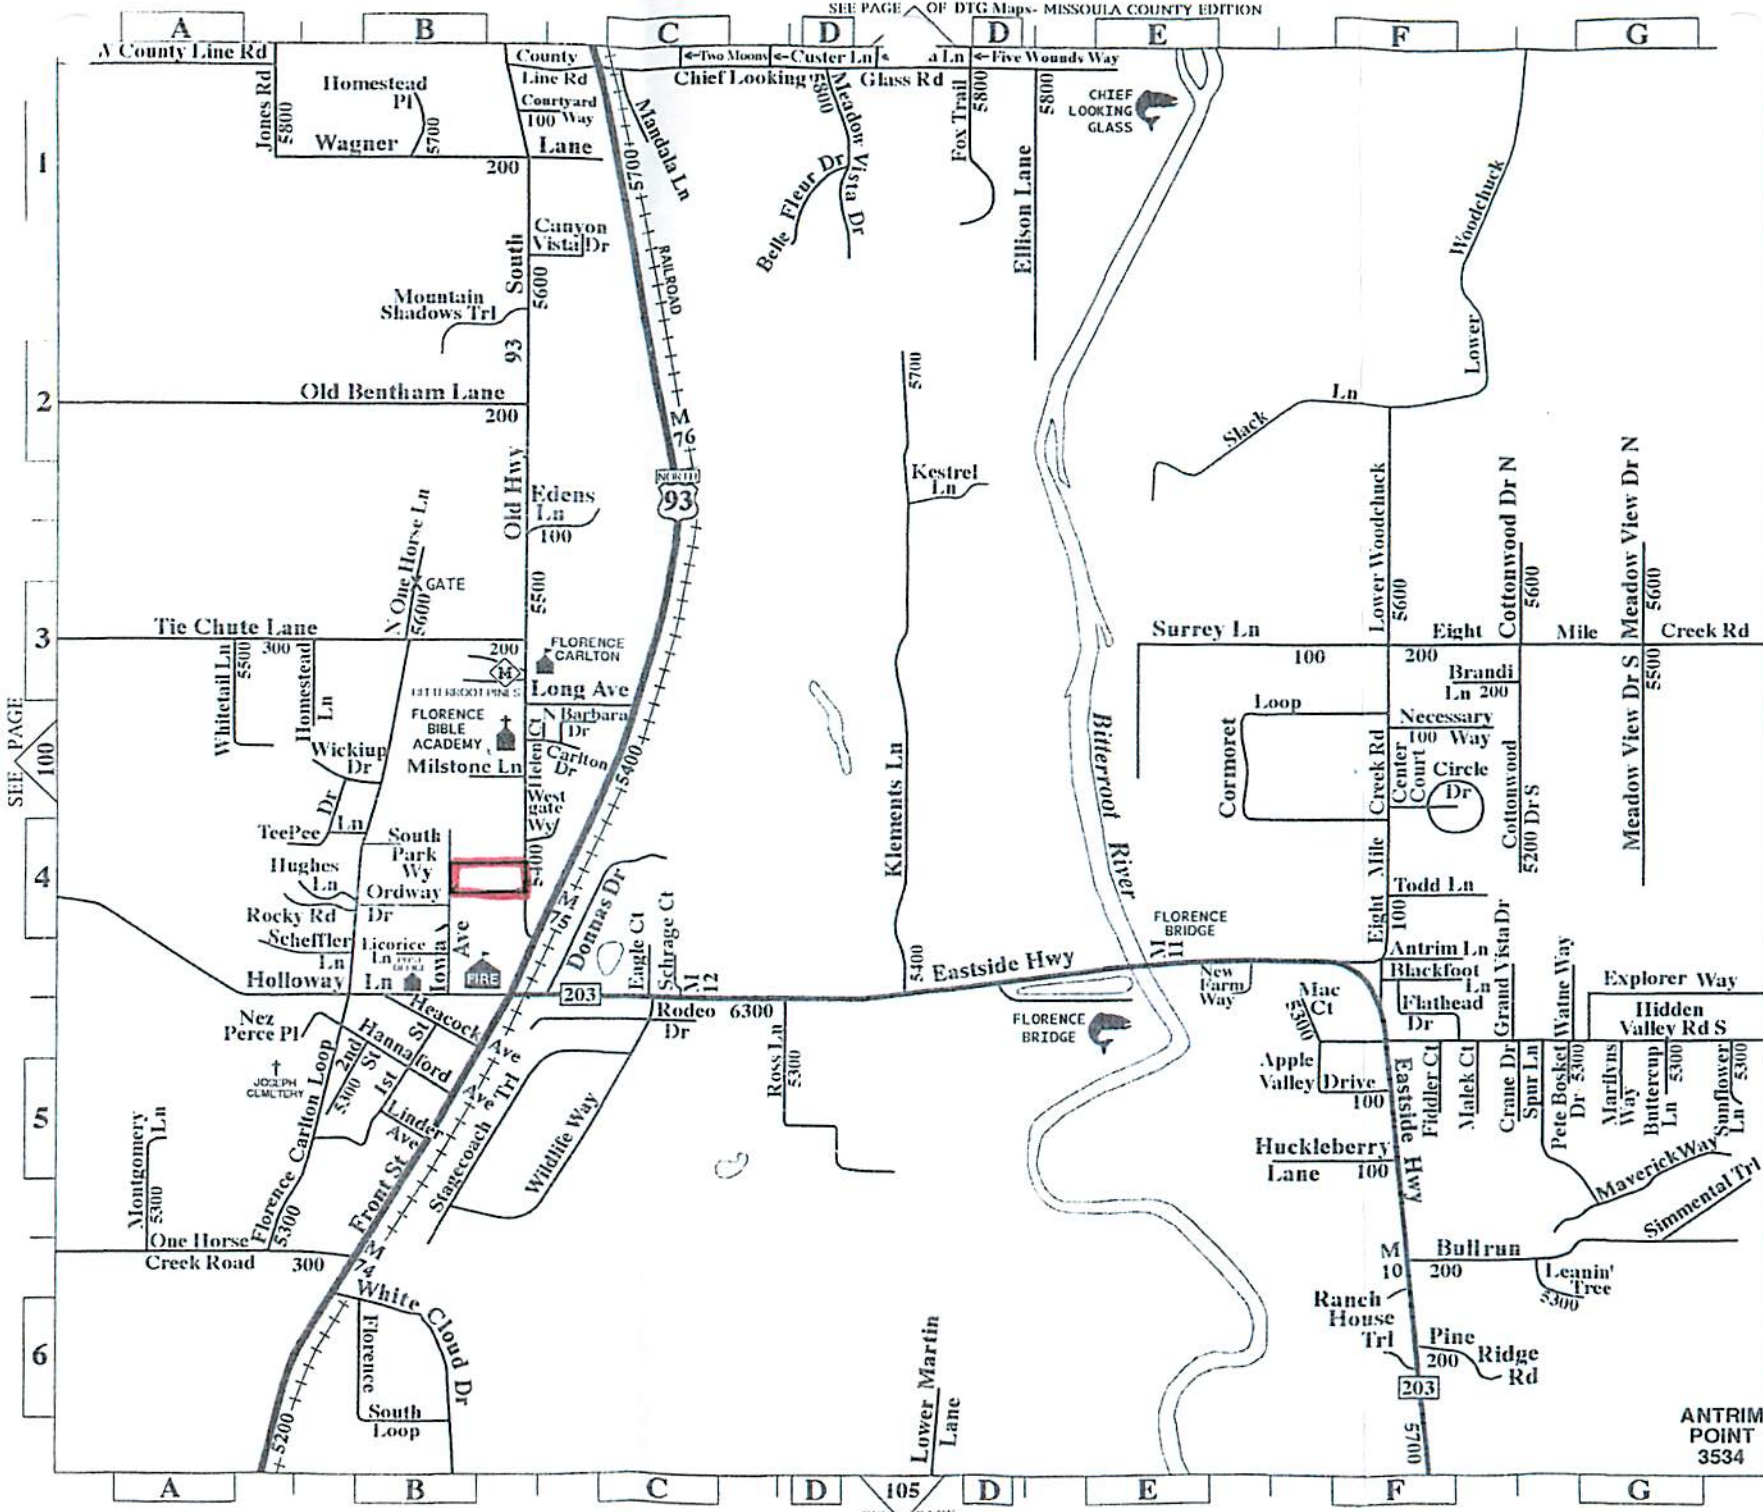 SEE PAGE OF DTG Maps- MISSOULA COUNTY EDITION
A B C D D E F G
County Line Rd
County
Line Rd
Two Moons
Custer Ln
Ln
Five Wounds Way
Chief Looking Glass Rd
Jones Rd
5800
Homestead
Pl
5700
Wagner Lane
200
Courtyard
100 Way
Mandala Ln
5700
5800
Meadow Vista Dr
Belle Fleur Dr
Fox Trail
5800
5800
Ellison Lane
CHIEF
LOOKING
GLASS
Lower Woodchuck
1
Canyon
Vista Dr
Old Hwy 93 South
5600
RAILROAD
Mountain
Shadows Trl
Old Bentham Lane
200
2
M
76
NORTH
93
5700
Kestrel
Ln
Slack Ln
Edens
Ln
100
N One Horse Ln
GATE
5600
5500
Lower Woodchuck
5600
Cottonwood Dr N
5600
Meadow View Dr N
5600
3
Tie Chute Lane
300
200
FLORENCE
CARLTON
Surrey Ln
100
Eight Mile Creek Rd
200
Whitetail Ln
5500
Homestead
Ln
M
BITTERROOT PINES
Long Ave
FLORENCE
BIBLE
ACADEMY
N Barbara
Dr
Helen Ct
Carlton
Dr
5400
Milstone Ln
West
gate
Wy
Wickiup
Dr
TeePee Ln
Dr
SEE PAGE
100
Brandi
Ln 200
Meadow View Dr S
5500
Loop
Cormoret
Necessary
100 Way
Center
Court
Circle
Dr
Cottonwood
5200 Dr S
Eight Mile Creek Rd
Klements Ln
Bitterroot River
4
South
Park
Wy
Hughes
Ln
Ordway
Dr
Rocky Rd
Scheffler
Ln
Licorice
Ln
Iowa Ave
FIRE
Holloway Ln
M
75
Donnas Dr
Eagle Ct
Schrage Ct
M
12
203
5400
Eastside Hwy
M
11
FLORENCE
BRIDGE
Todd Ln
100
Antrim Ln
Blackfoot
Ln
Flathead
Dr
Grand Vista Dr
Watne Way
Explorer Way
Hidden
Valley Rd S
New
Farm
Way
Mac
Ct
5300
Nez
Perce Pl
Heacock Ave
Hannaford Ave
2nd
St
5300
1st
St
Linder
Ave
Rodeo
Dr
6300
Ross Ln
5300
FLORENCE
BRIDGE
JOSEPH
CEMETERY
Apple
Valley Drive
100
Eastside Hwy
Fiddler Ct
Malek Ct
Crane Dr
Spur Ln
Pete Bosket
Dr 5300
Marilyns
Way
Buttercup
Ln 5300
Sunflower
Ln 5300
5
Montgomery Ln
5300
Florence Carlton Loop
5300
Front St
Stagecoach Trl
Wildlife Way
Huckleberry
Lane 100
Maverick Way
Simmental Trl
One Horse
Creek Road
300
M
74
M
10
Bullrun
200
Leanin'
Tree
5300
White Cloud Dr
Ranch
House
Trl
6
Florence
South
Loop
5200
Pine
200
Ridge
Rd
203
5700
Lower Martin
Lane
ANTRIM
POINT
3534
A B C D 105 D E F G